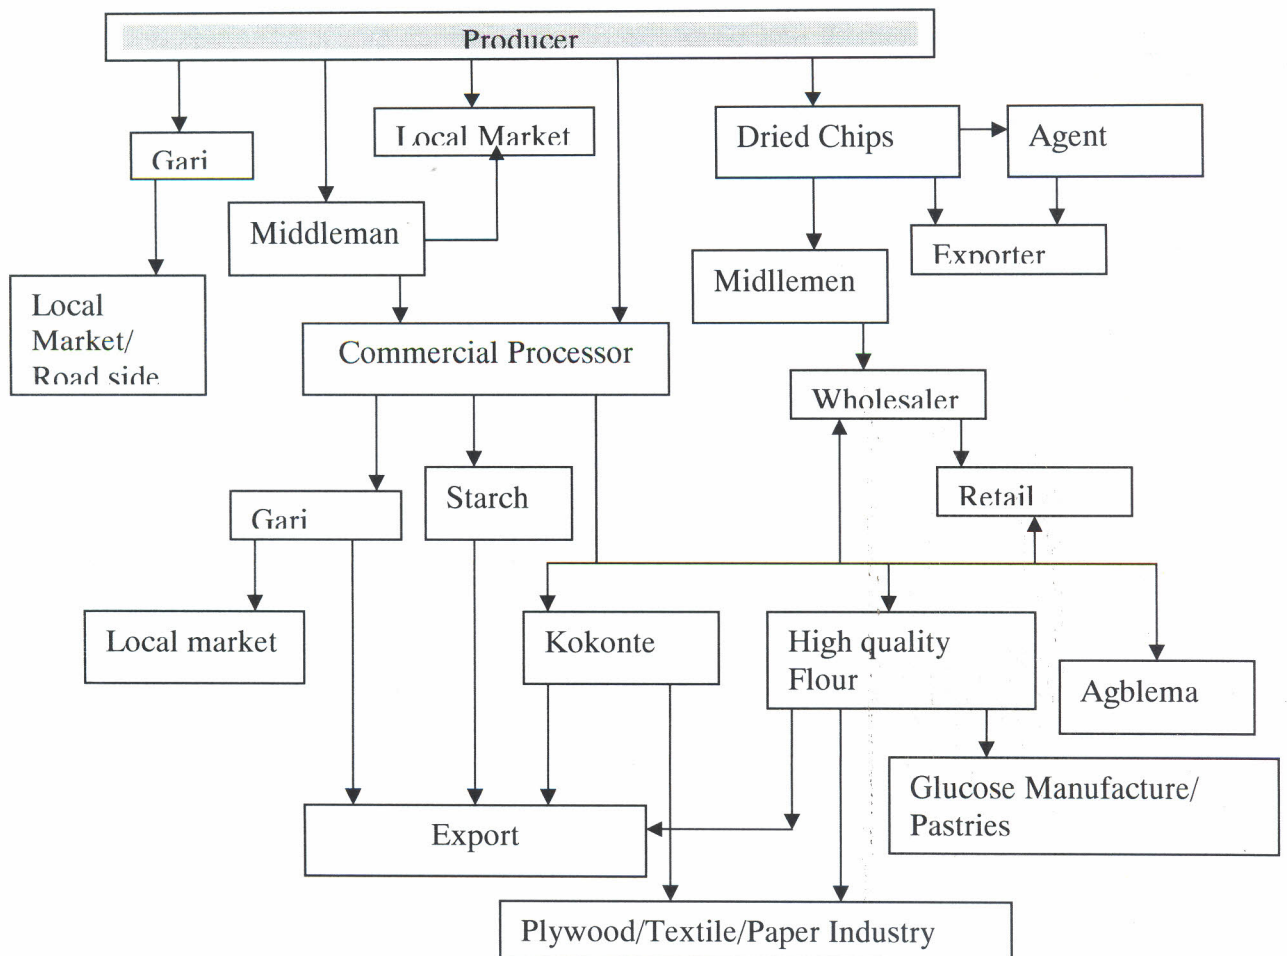 Producer
Gari
Local Market
Dried Chips
Agent
Middleman
Exporter
Local
Market/
Road side
Midllemen
Commercial Processor
Wholesaler
Gari
Starch
Retail
Local market
Kokonte
High quality
Flour
Agblema
Export
Glucose Manufacture/
Pastries
Plywood/Textile/Paper Industry